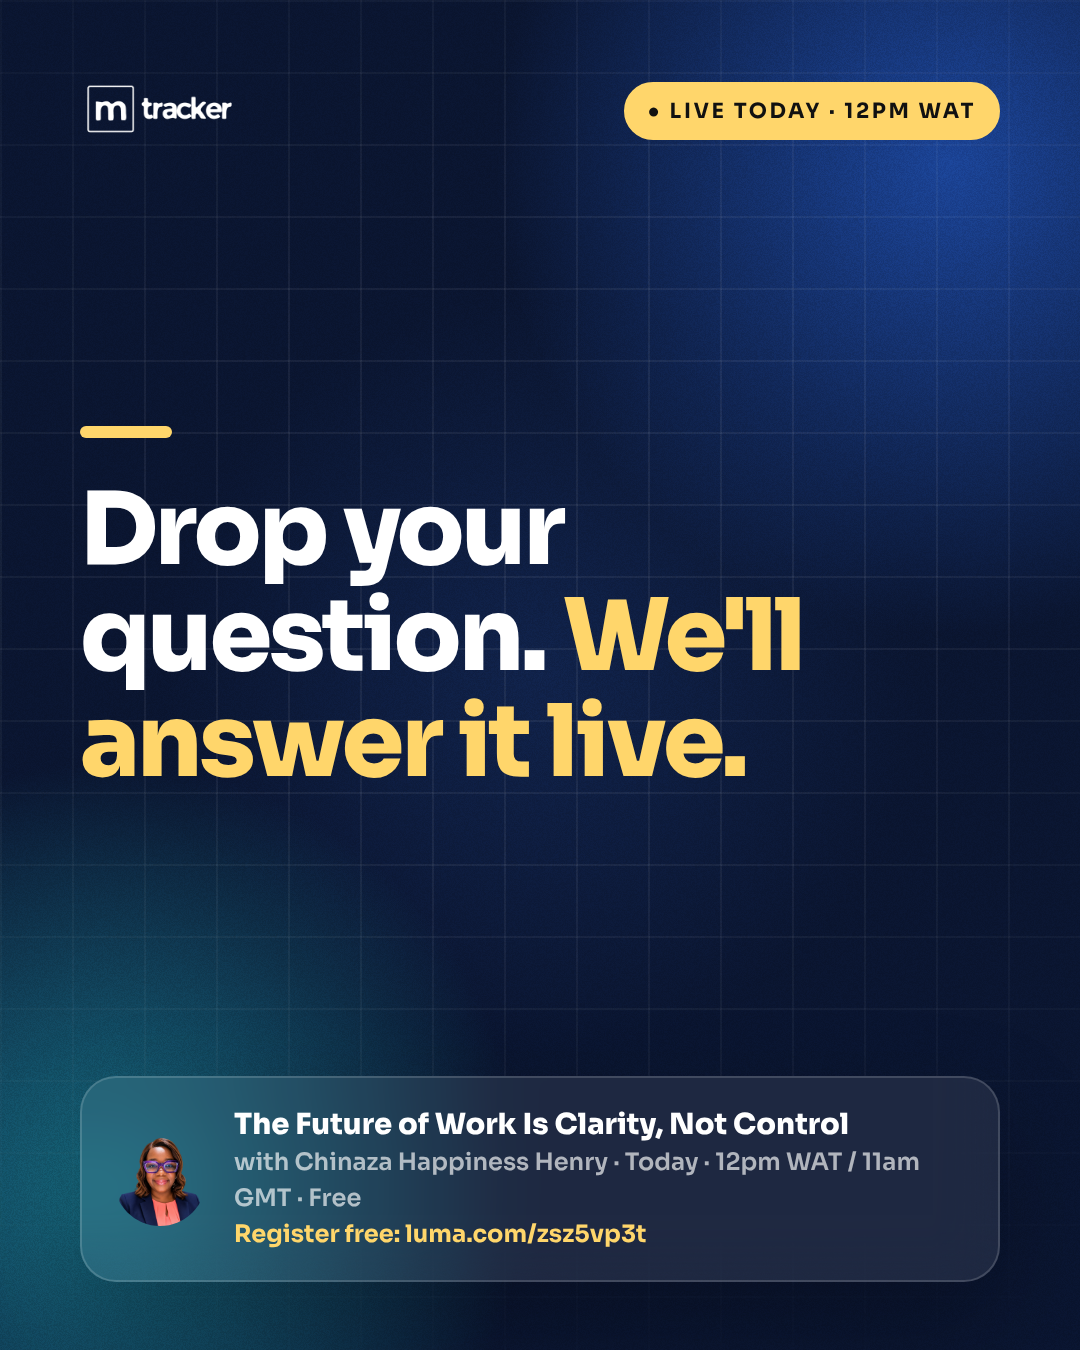 m tracker
• LIVE TODAY · 12PM WAT
Drop your
question. We'll
answer it live.
The Future of Work Is Clarity, Not Control
with Chinaza Happiness Henry · Today · 12pm WAT / 11am
GMT · Free
Register free: luma.com/zsz5vp3t